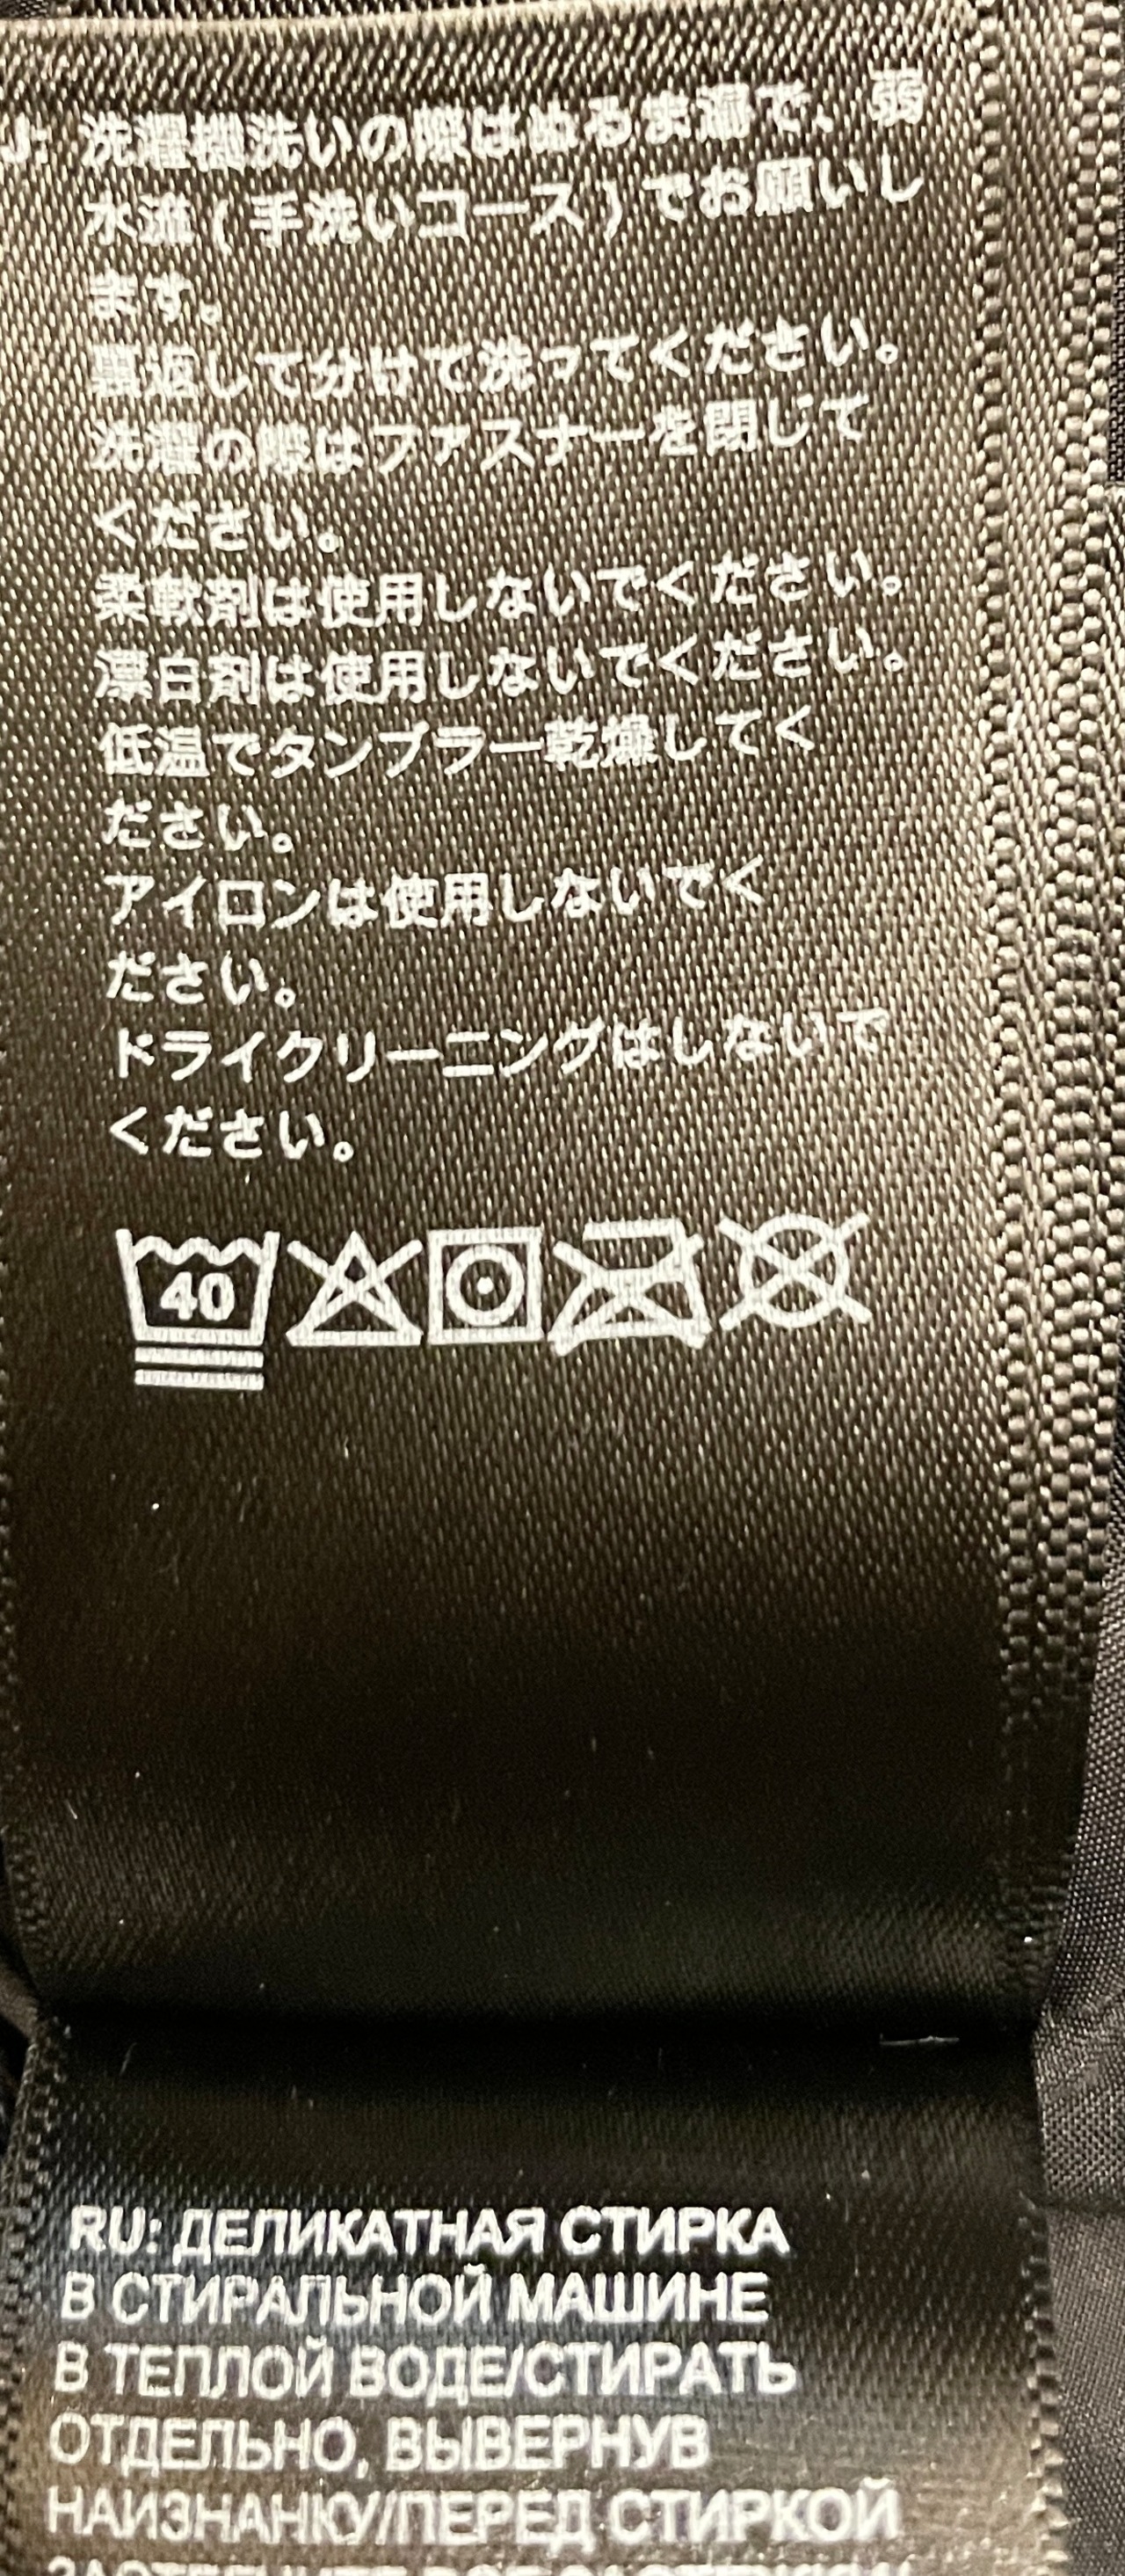 J: 洗濯機洗いの際はぬるま湯で、弱
水流(手洗いコース)でお願いし
ます。
裏返して分けて洗ってください。
洗濯の際はファスナーを閉じて
ください。
柔軟剤は使用しないでください。
漂白剤は使用しないでください。
低温でタンブラー乾燥してく
ださい。
アイロンは使用しないでく
ださい。
ドライクリーニングはしないで
ください。
40
RU: ДЕЛИКАТНАЯ СТИРКА
В СТИРАЛЬНОЙ МАШИНЕ
В ТЕПЛОЙ ВОДЕ/СТИРАТЬ
ОТДЕЛЬНО, ВЫВЕРНУВ
НАИЗНАНКУ//ПЕРЕД СТИРКОЙ